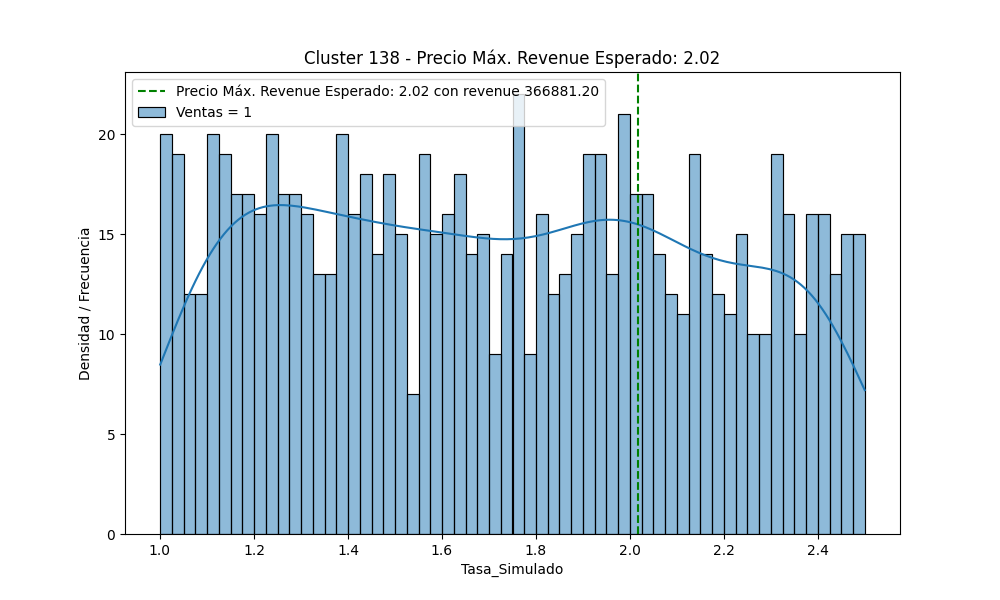 Cluster 138 - Precio Máx. Revenue Esperado: 2.02
Precio Máx. Revenue Esperado: 2.02 con revenue 366881.20
Ventas = 1
Densidad / Frecuencia
20
15
10
5
0
1.0 1.2 1.4 1.6 1.8 2.0 2.2 2.4
Tasa_Simulado